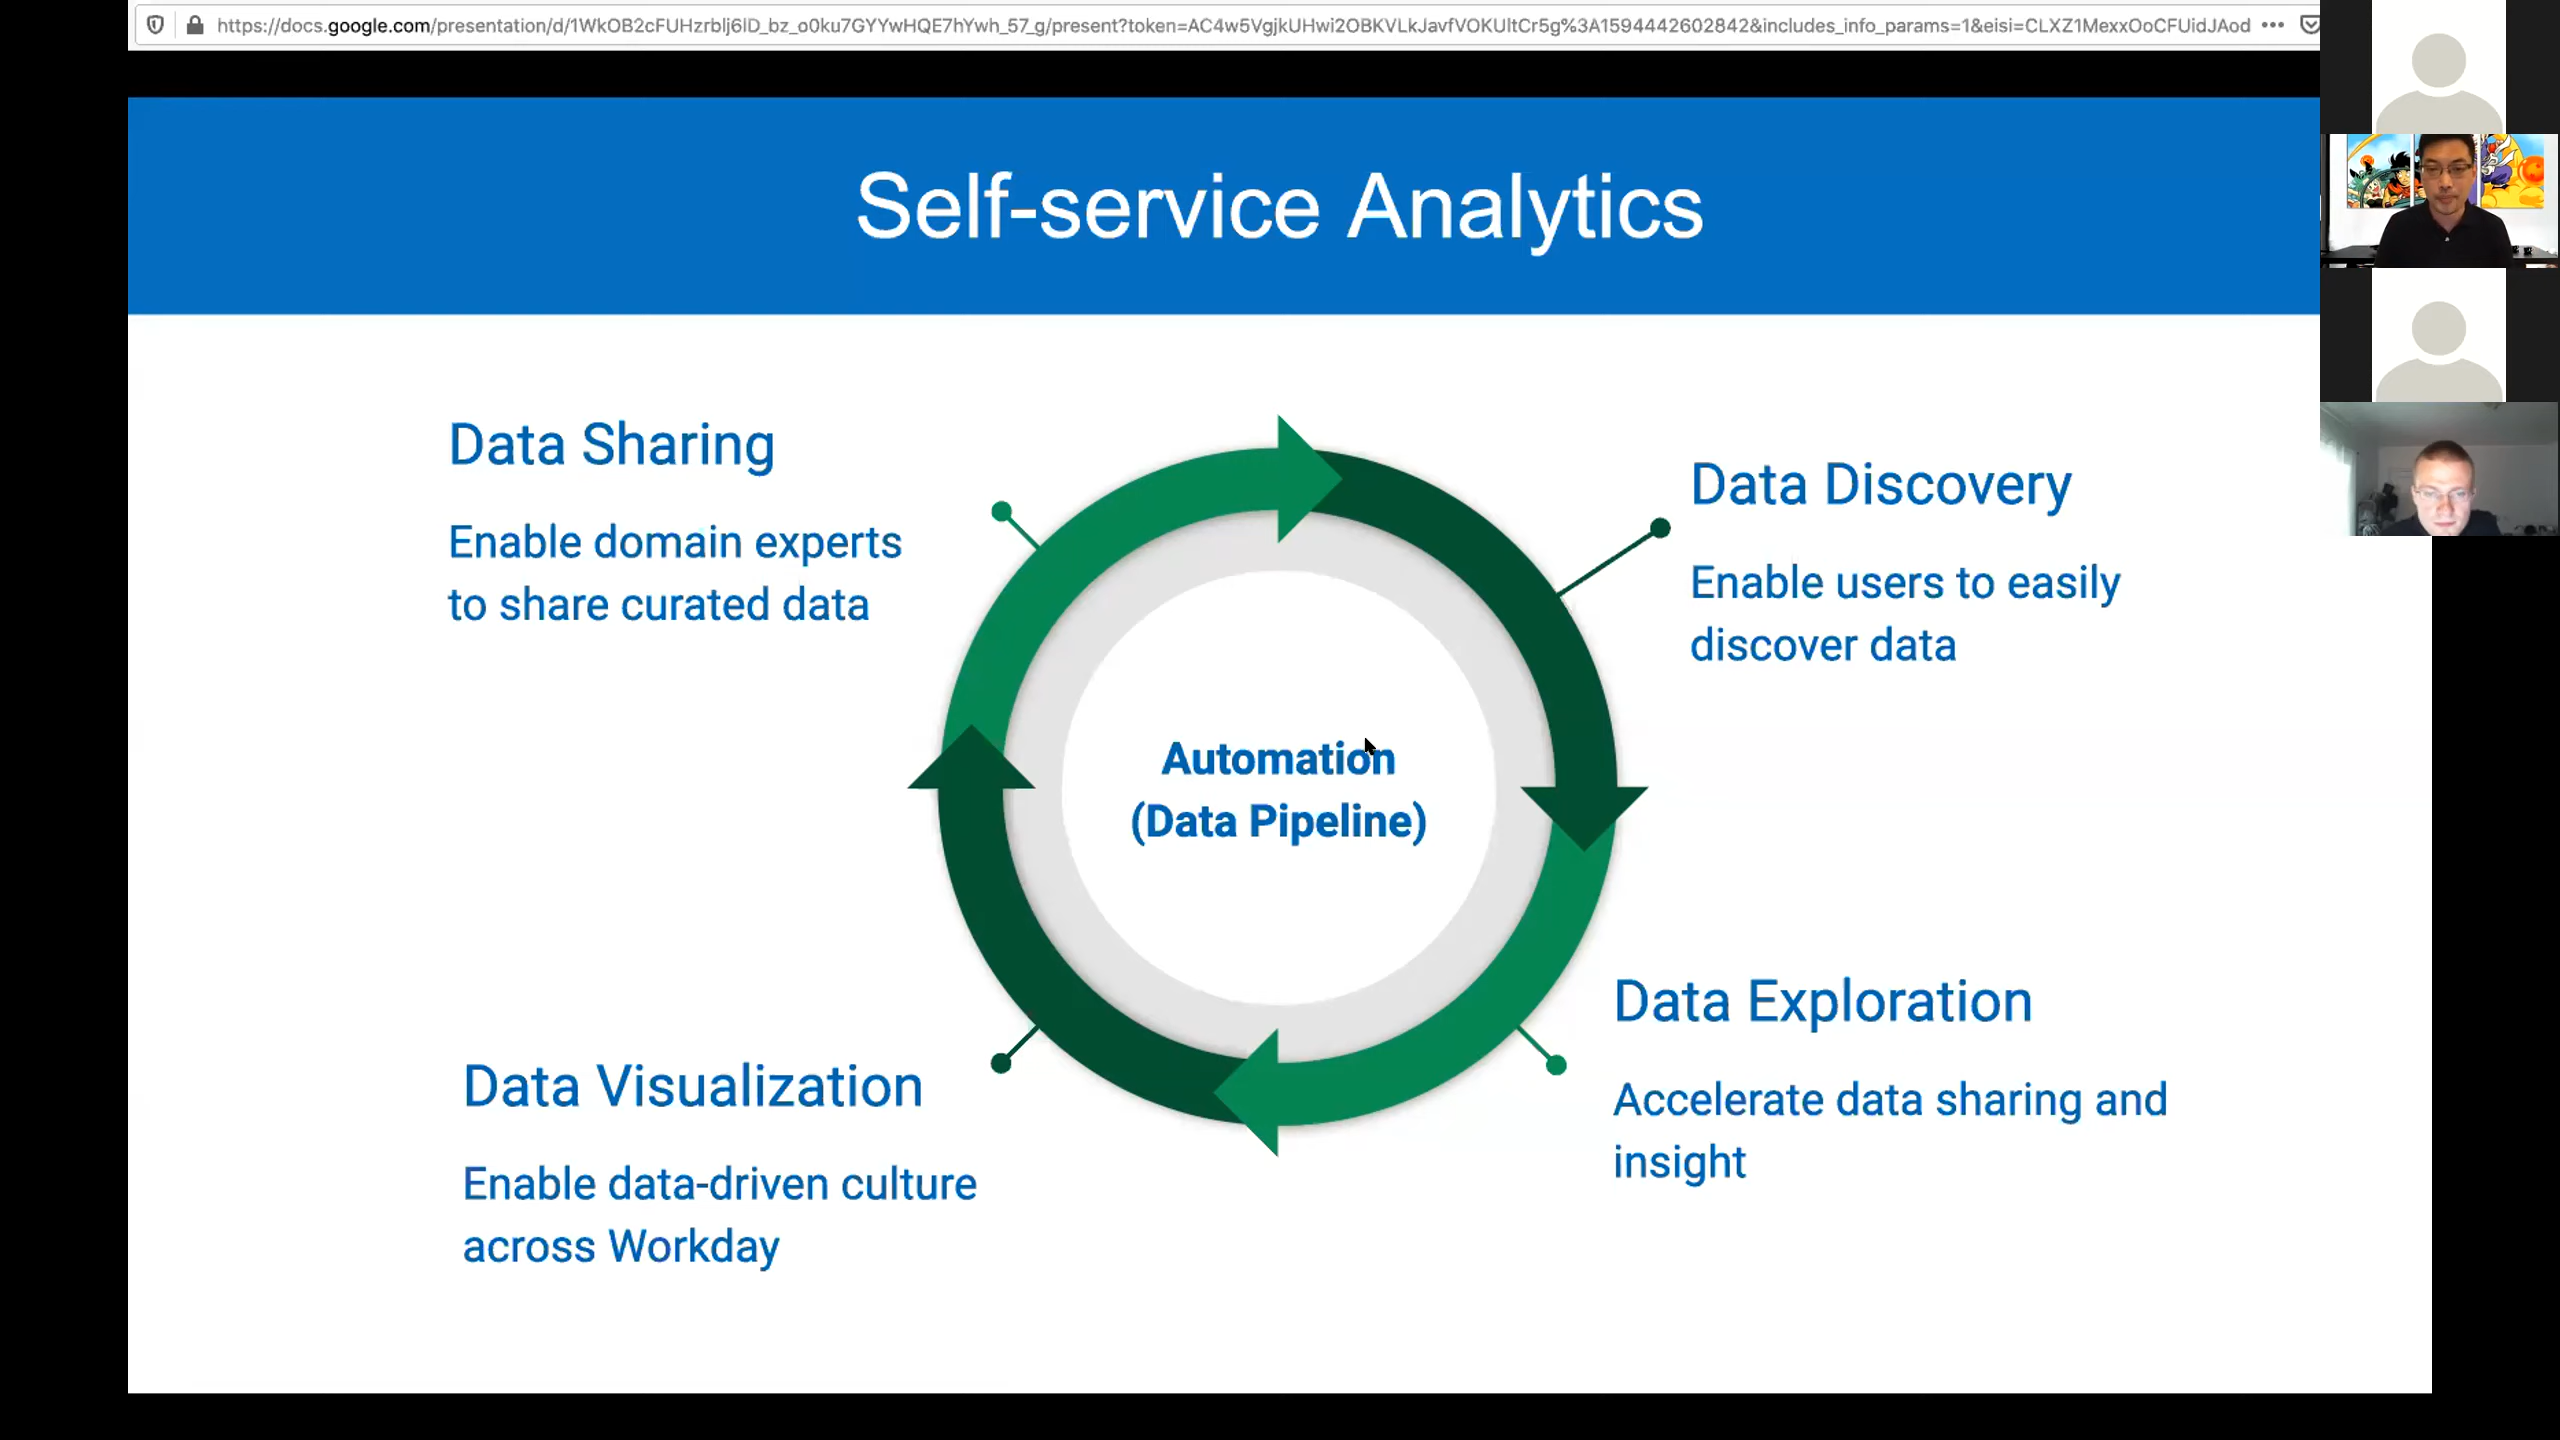 https://docs.google.com/presentation/d/1WkOB2cFUHzrblj6lD_bz_o0ku7GYYwHQE7hYwh_57_g/present?token=AC4w5VgjkUHwi2OBKVLkJavfVOKUltCr5g%3A1594442602842&includes_info_params=1&eisi=CLXZ1MexxOoCFUidJAod
Self-service Analytics
Data Sharing
Enable domain experts
to share curated data
Data Discovery
Enable users to easily
discover data
Automation
(Data Pipeline)
Data Exploration
Accelerate data sharing and
insight
Data Visualization
Enable data-driven culture
across Workday